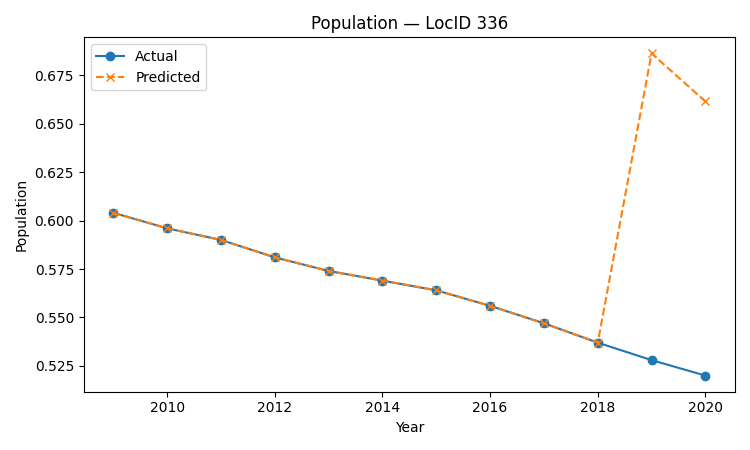 Population — LocID 336
Actual
Predicted
0.675
0.650
0.625
0.600
0.575
0.550
0.525
Population
2010
2012
2014
2016
2018
2020
Year